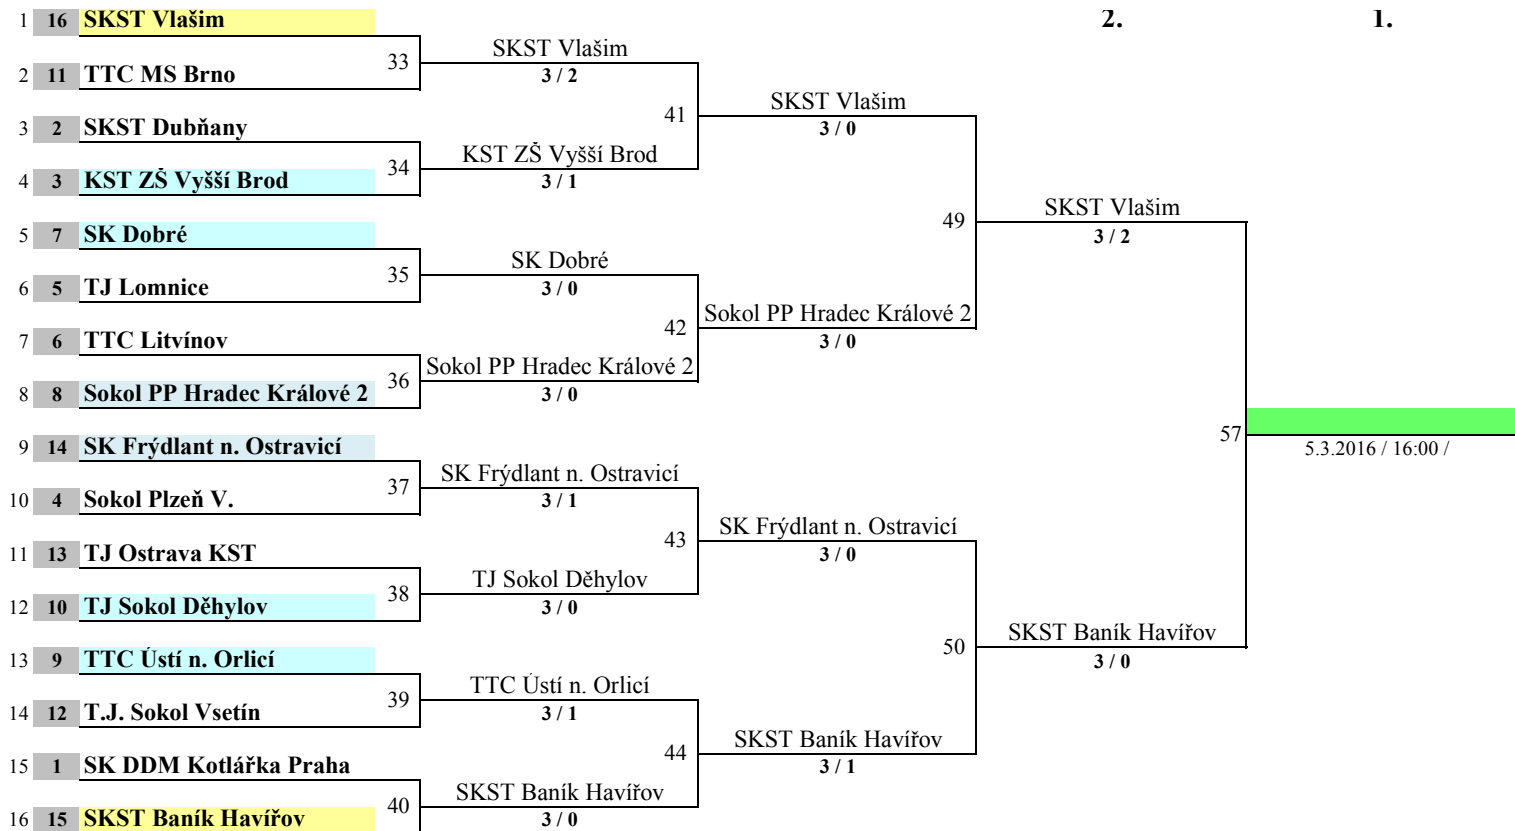 2. 1.
1 16 SKST Vlašim
33 SKST Vlašim
2 11 TTC MS Brno 3 / 2
41 SKST Vlašim
3 2 SKST Dubňany 3 / 0
34 KST ZŠ Vyšší Brod
4 3 KST ZŠ Vyšší Brod 3 / 1
49 SKST Vlašim
5 7 SK Dobré 3 / 2
35 SK Dobré
6 5 TJ Lomnice 3 / 0
42 Sokol PP Hradec Králové 2
7 6 TTC Litvínov 3 / 0
36 Sokol PP Hradec Králové 2
8 8 Sokol PP Hradec Králové 2 3 / 0
57
9 14 SK Frýdlant n. Ostravicí 5.3.2016 / 16:00 /
37 SK Frýdlant n. Ostravicí
10 4 Sokol Plzeň V. 3 / 1
43 SK Frýdlant n. Ostravicí
11 13 TJ Ostrava KST 3 / 0
38 TJ Sokol Děhylov
12 10 TJ Sokol Děhylov 3 / 0
50 SKST Baník Havířov
13 9 TTC Ústí n. Orlicí 3 / 0
39 TTC Ústí n. Orlicí
14 12 T.J. Sokol Vsetín 3 / 1
44 SKST Baník Havířov
15 1 SK DDM Kotlářka Praha 3 / 1
40 SKST Baník Havířov
16 15 SKST Baník Havířov 3 / 0